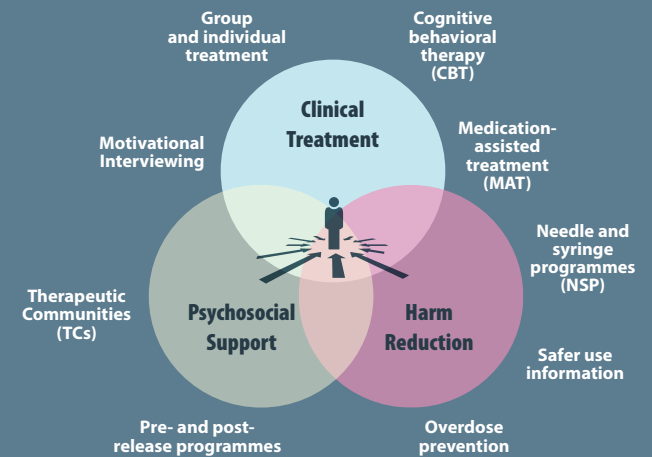 Group
and individual
treatment
Cognitive
behavioral
therapy
(CBT)
Clinical
Treatment
Motivational
Interviewing
Medication-
assisted
treatment
(MAT)
Needle and
syringe
programmes
(NSP)
Therapeutic
Communities
(TCs)
Psychosocial
Support
Harm
Reduction
Safer use
information
Pre- and post-
release programmes
Overdose
prevention